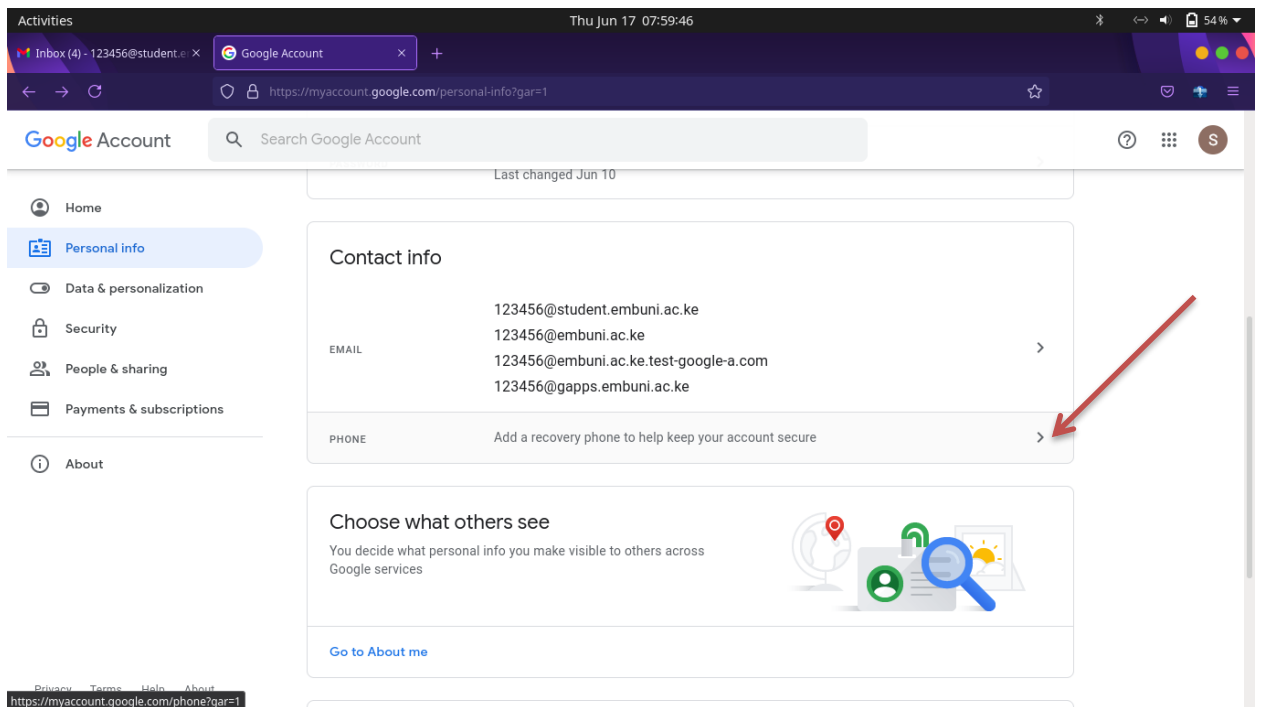 Activities
Thu Jun 17 07:59:46
54 %
Inbox (4) - 123456@student.e
Google Account
https://myaccount.google.com/personal-info?gar=1
Google Account
Search Google Account
S
Last changed Jun 10
Home
Personal info
Data & personalization
Security
People & sharing
Payments & subscriptions
About
Contact info
EMAIL
123456@student.embuni.ac.ke
123456@embuni.ac.ke
123456@embuni.ac.ke.test-google-a.com
123456@gapps.embuni.ac.ke
PHONE
Add a recovery phone to help keep your account secure
Choose what others see
You decide what personal info you make visible to others across
Google services
Go to About me
Privacy Terms Help About
https://myaccount.google.com/phone?gar=1